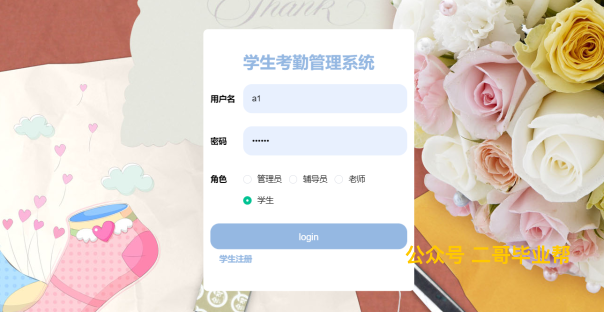 Thank
学生考勤管理系统
用户名 a1
密码 ••••••
角色 管理员 辅导员 老师
学生
login
学生注册
公众号 二哥毕业帮